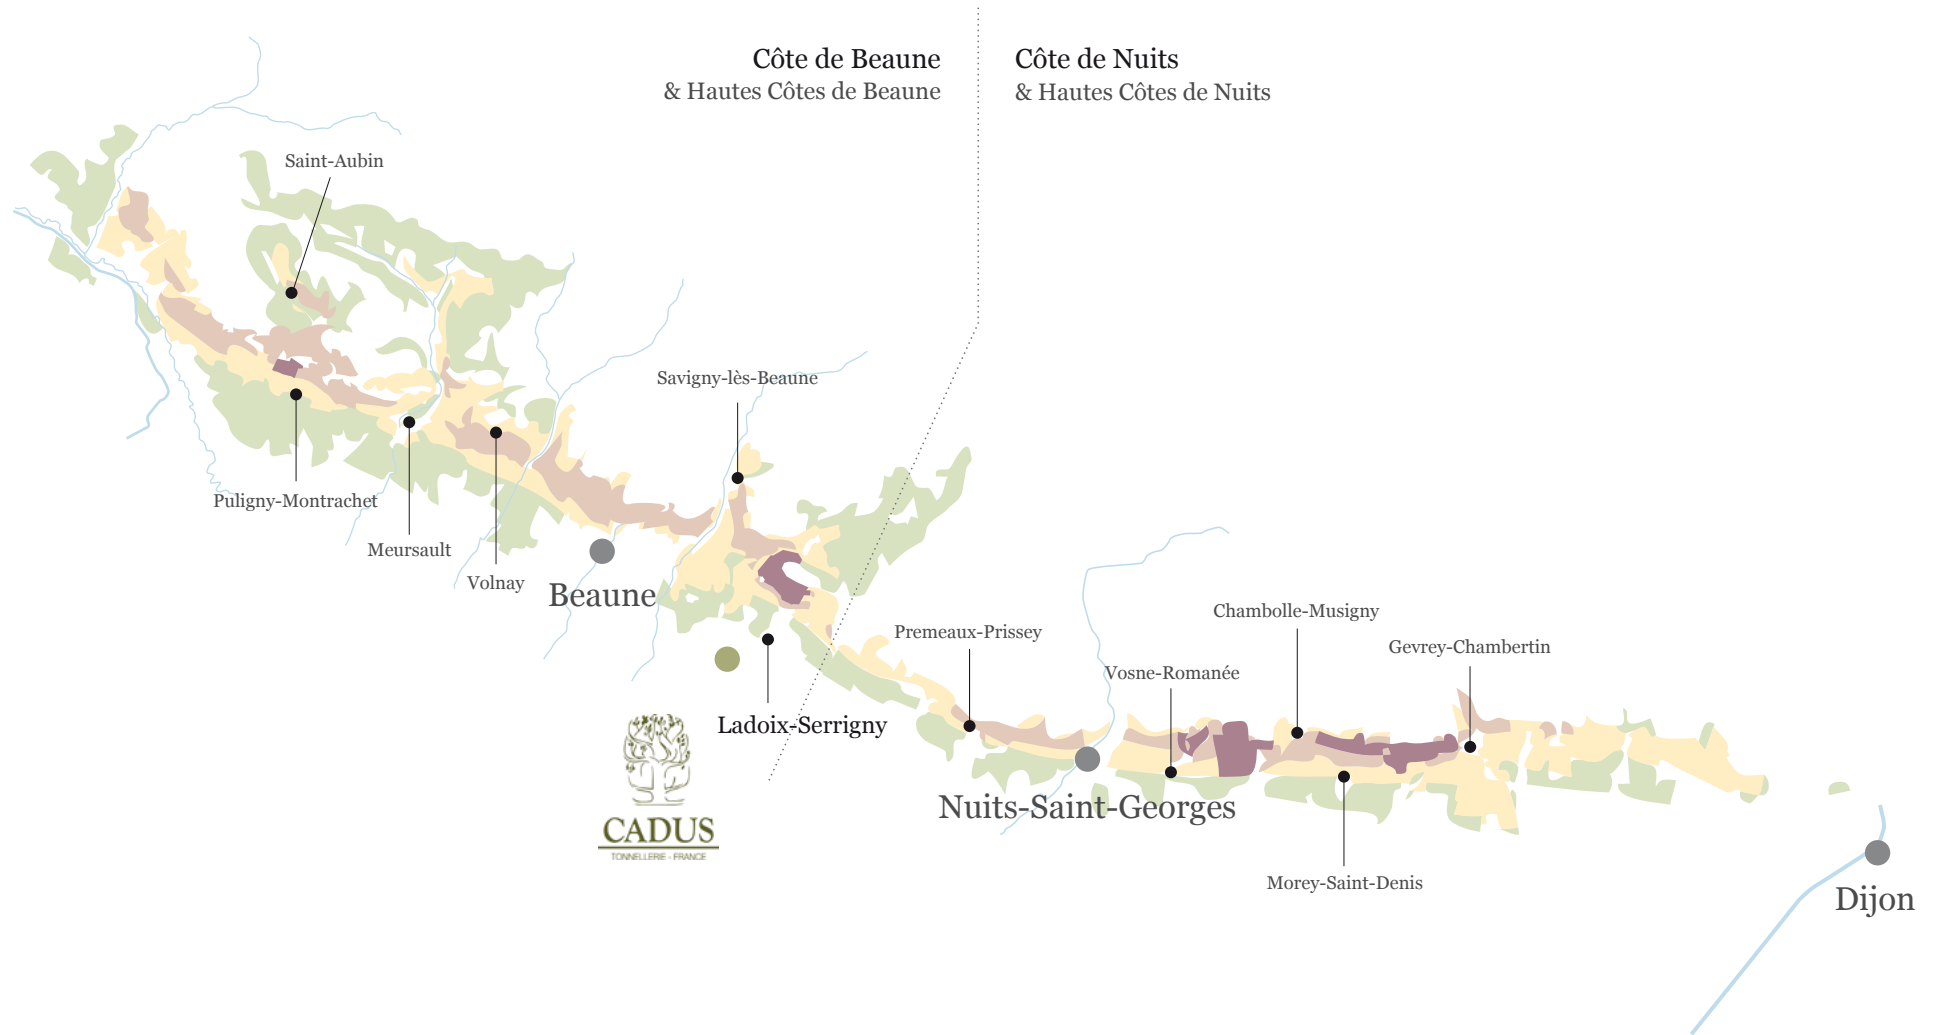 Côte de Beaune
& Hautes Côtes de Beaune
Côte de Nuits
& Hautes Côtes de Nuits
Saint-Aubin
Savigny-lès-Beaune
Puligny-Montrachet
Meursault
Volnay
Beaune
Premeaux-Prissey
Chambolle-Musigny
Gevrey-Chambertin
Vosne-Romanée
Ladoix-Serrigny
CADUS
TONNELLERIE - FRANCE
Nuits-Saint-Georges
Morey-Saint-Denis
Dijon